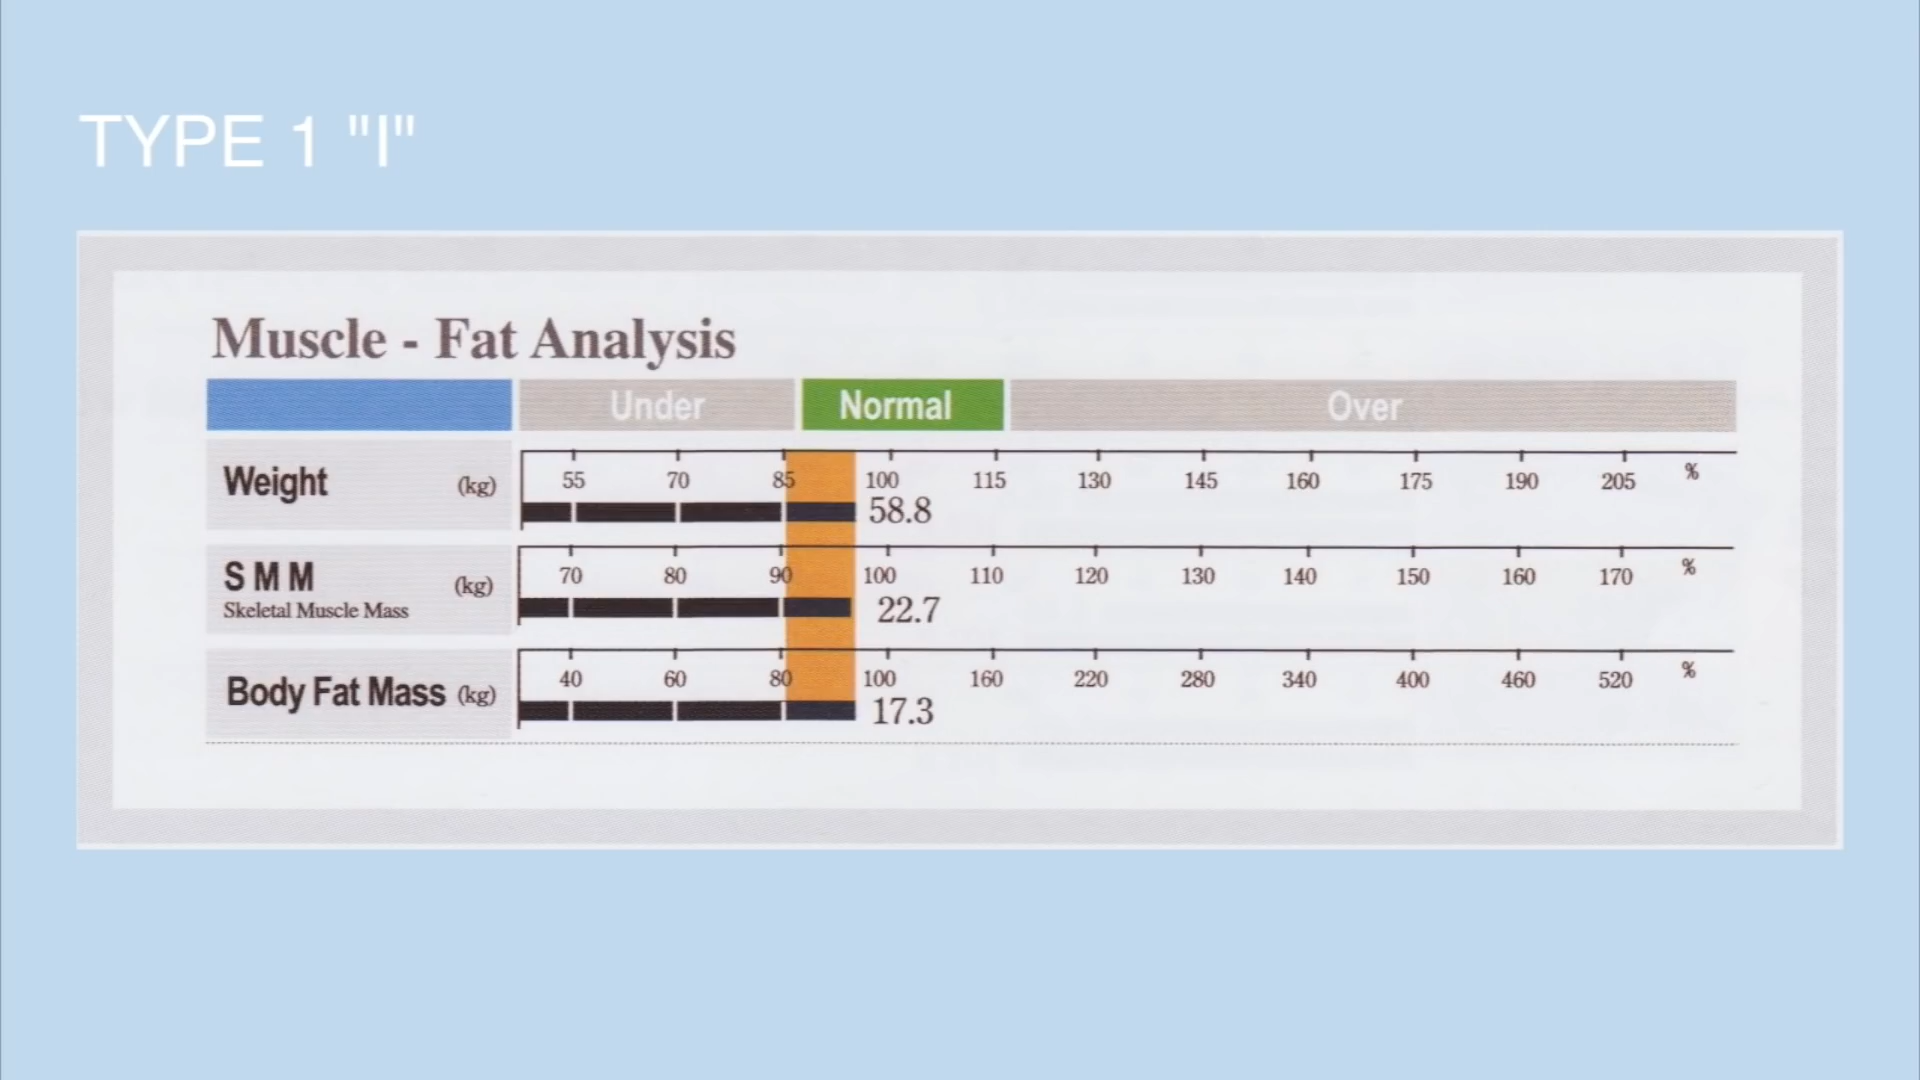 TYPE 1 "I"
Muscle - Fat Analysis
Under Normal Over
Weight (kg) 55 70 85 100 115 130 145 160 175 190 205 %
58.8
S M M (kg) 70 80 90 100 110 120 130 140 150 160 170 %
Skeletal Muscle Mass 22.7
Body Fat Mass (kg) 40 60 80 100 160 220 280 340 400 460 520 %
17.3